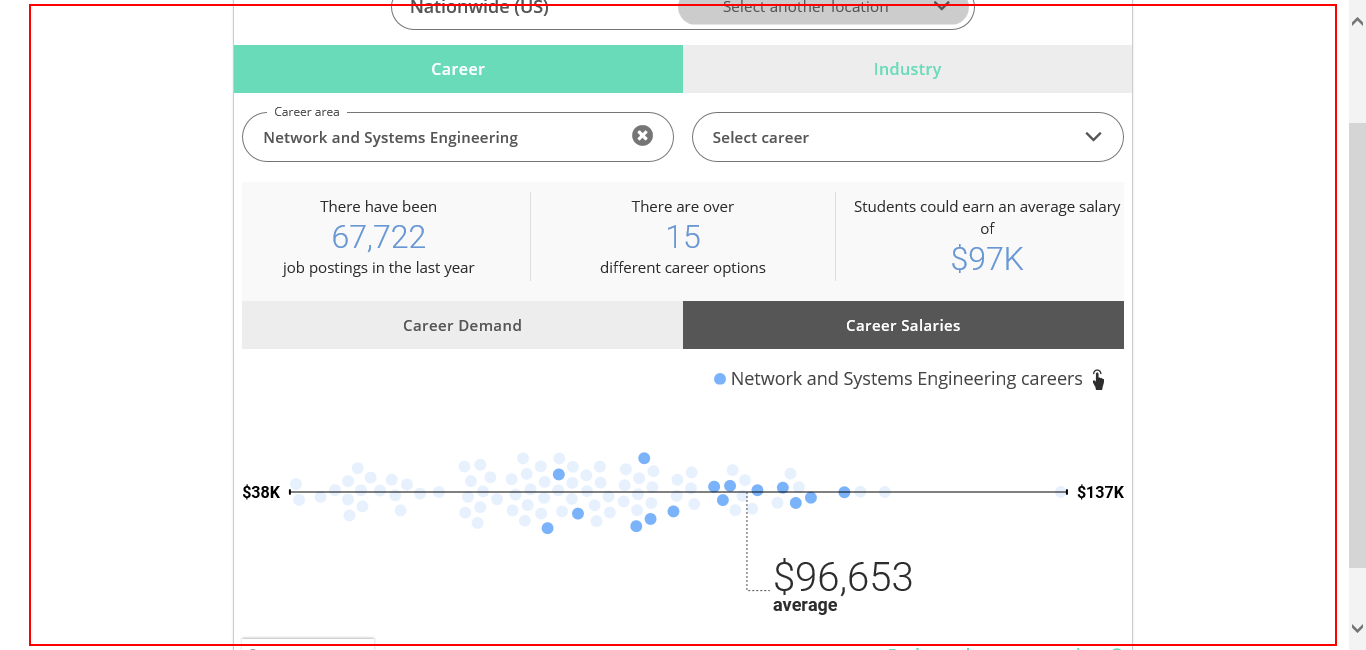 Nationwide (US)
Select another location
Career
Industry
Career area
Network and Systems Engineering
Select career
There have been
67,722
job postings in the last year
There are over
15
different career options
Students could earn an average salary
of
$97K
Career Demand
Career Salaries
Network and Systems Engineering careers
$38K
$137K
$96,653
average